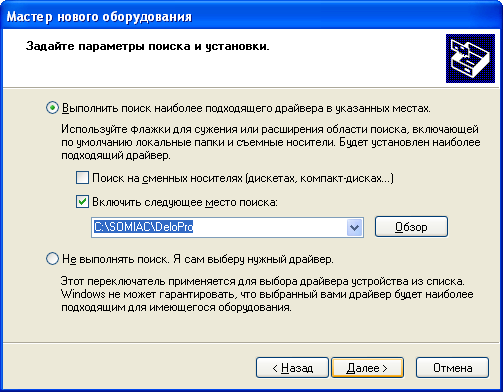 Мастер нового оборудования
Задайте параметры поиска и установки.
Выполнить поиск наиболее подходящего драйвера в указанных местах.
Используйте флажки для сужения или расширения области поиска, включающей
по умолчанию локальные папки и съемные носители. Будет установлен наиболее
подходящий драйвер.
Поиск на сменных носителях (дискетах, компакт-дисках...)
Включить следующее место поиска:
C:\SOMIAC\DeloPro
Обзор
Не выполнять поиск. Я сам выберу нужный драйвер.
Этот переключатель применяется для выбора драйвера устройства из списка.
Windows не может гарантировать, что выбранный вами драйвер будет наиболее
подходящим для имеющегося оборудования.
< Назад Далее > Отмена